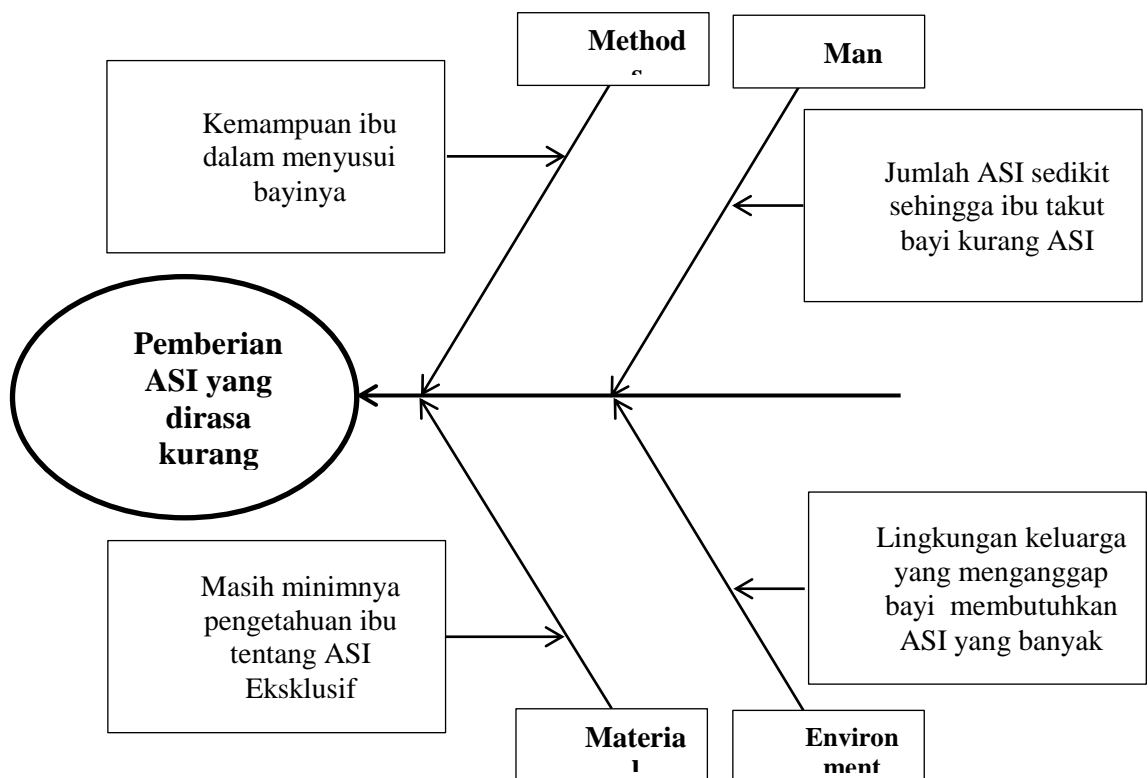 Method
s
Man
Kemampuan ibu
dalam menyusui
bayinya
Jumlah ASI sedikit
sehingga ibu takut
bayi kurang ASI
Pemberian
ASI yang
dirasa
kurang
Masih minimnya
pengetahuan ibu
tentang ASI
Eksklusif
Lingkungan keluarga
yang menganggap
bayi membutuhkan
ASI yang banyak
Materia
l
Environ
ment